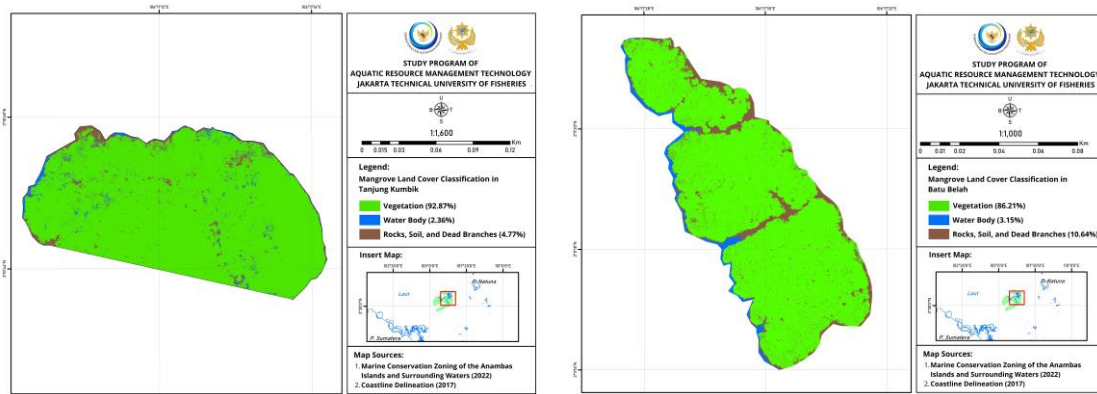 STUDY PROGRAM OF
AQUATIC RESOURCE MANAGEMENT TECHNOLOGY
JAKARTA TECHNICAL UNIVERSITY OF FISHERIES
U
B T
S
1:1,600
Km
0 0.015 0.03 0.06 0.09 0.12
Legend:
Mangrove Land Cover Classification in
Tanjung Kumbik
Vegetation (92.87%)
Water Body (2.36%)
Rocks, Soil, and Dead Branches (4.77%)
Insert Map:
Laut
Natuna
P. Sumatera
Map Sources:
1. Marine Conservation Zoning of the Anambas
Islands and Surrounding Waters (2022)
2. Coastline Delineation (2017)
STUDY PROGRAM OF
AQUATIC RESOURCE MANAGEMENT TECHNOLOGY
JAKARTA TECHNICAL UNIVERSITY OF FISHERIES
U
B T
S
1:1,000
Km
0 0.01 0.02 0.04 0.06 0.08
Legend:
Mangrove Land Cover Classification in
Batu Belah
Vegetation (86.21%)
Water Body (3.15%)
Rocks, Soil, and Dead Branches (10.64%)
Insert Map:
Laut
Natuna
P. Sumatera
Map Sources:
1. Marine Conservation Zoning of the Anambas
Islands and Surrounding Waters (2022)
2. Coastline Delineation (2017)